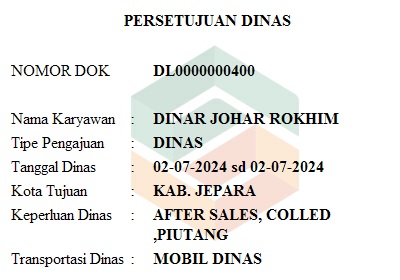 PERSETUJUAN DINAS
NOMOR DOK DL0000000400
Nama Karyawan : DINAR JOHAR ROKHIM
Tipe Pengajuan : DINAS
Tanggal Dinas : 02-07-2024 sd 02-07-2024
Kota Tujuan : KAB. JEPARA
Keperluan Dinas : AFTER SALES, COLLED
,PIUTANG
Transportasi Dinas : MOBIL DINAS